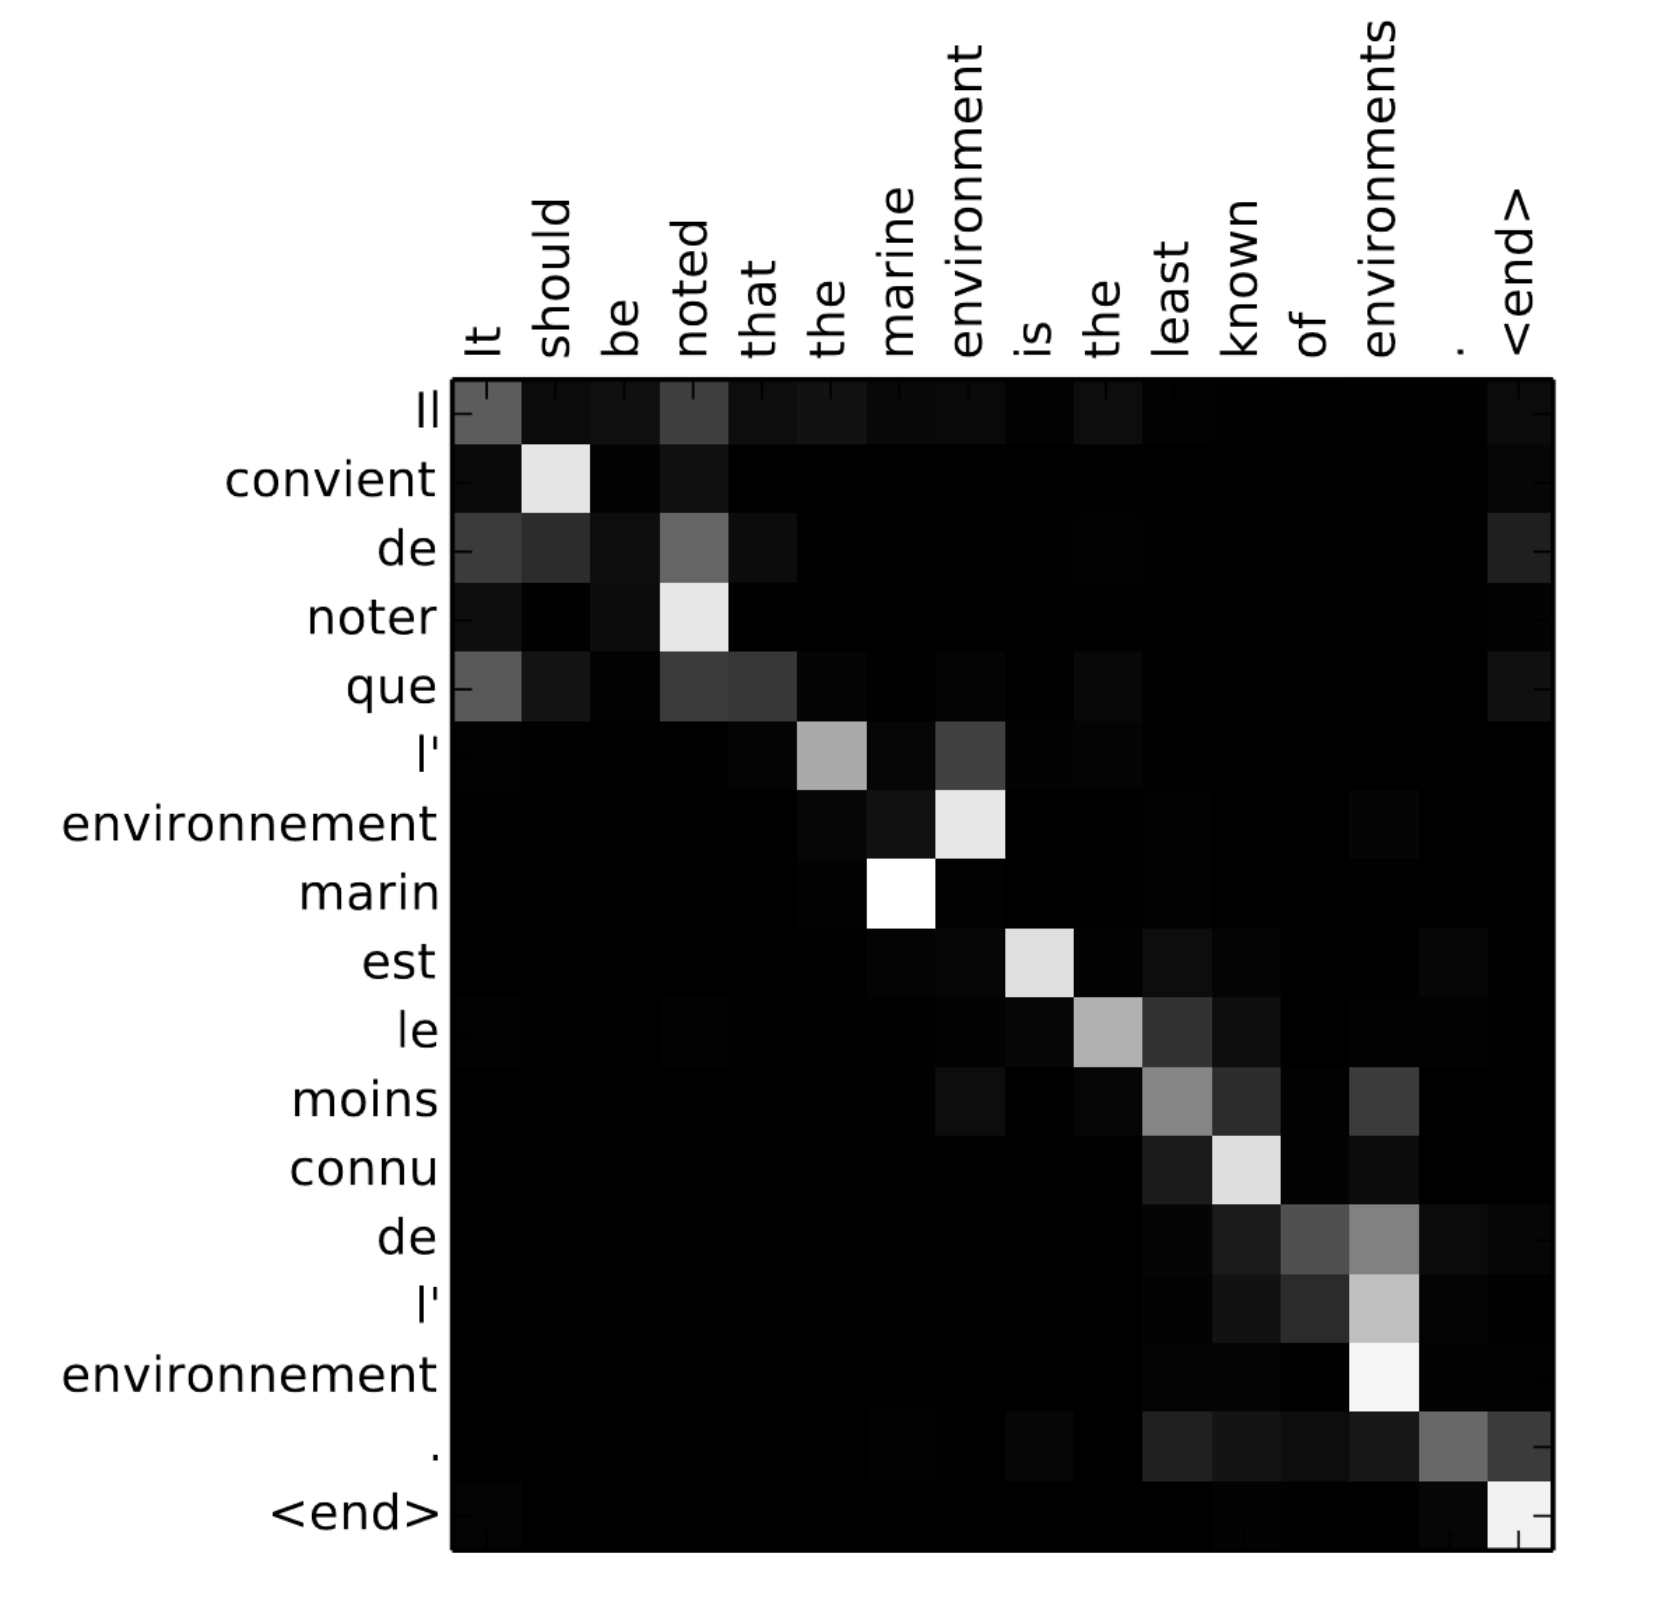 It should be noted that the marine environment is the least known of environments . <end>
Il
convient
de
noter
que
l'
environnement
marin
est
le
moins
connu
de
l'
environnement
.
<end>